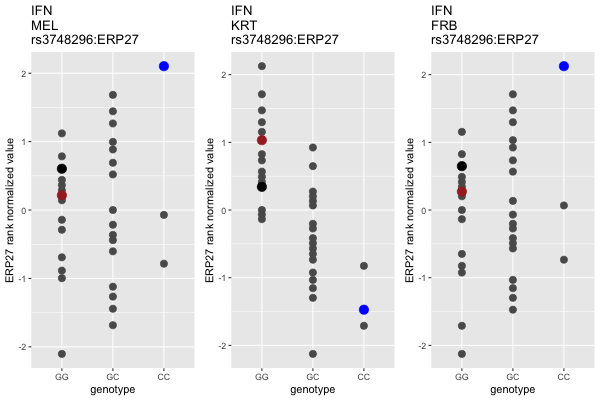 IFN
MEL
rs3748296:ERP27
ERP27 rank normalized value
2
1
0
-1
-2
GG
GC
CC
genotype
IFN
KRT
rs3748296:ERP27
ERP27 rank normalized value
2
1
0
-1
-2
GG
GC
CC
genotype
IFN
FRB
rs3748296:ERP27
ERP27 rank normalized value
2
1
0
-1
-2
GG
GC
CC
genotype